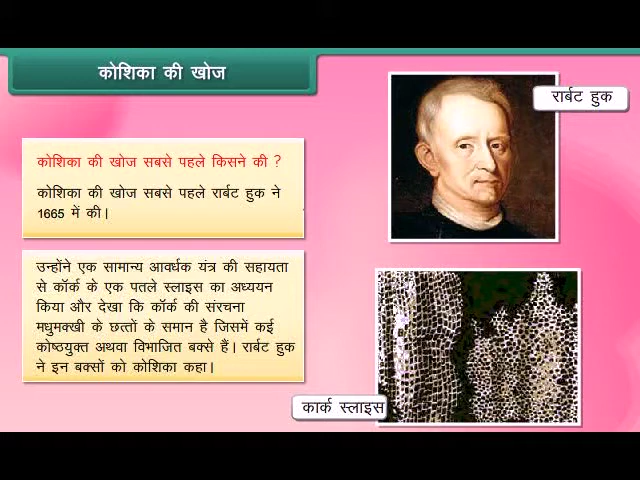 कोशिका की खोज
रार्बट हुक
कोशिका की खोज सबसे पहले किसने की ?
कोशिका की खोज सबसे पहले रार्बट हुक ने
1665 में की।
उन्होंने एक सामान्य आवर्धक यंत्र की सहायता
से कॉर्क के एक पतले स्लाइस का अध्ययन
किया और देखा कि कॉर्क की संरचना
मधुमक्खी के छत्तों के समान है जिसमें कई
कोष्ठयुक्त अथवा विभाजित बक्से हैं। रार्बट हुक
ने इन बक्सों को कोशिका कहा।
कार्क स्लाइस